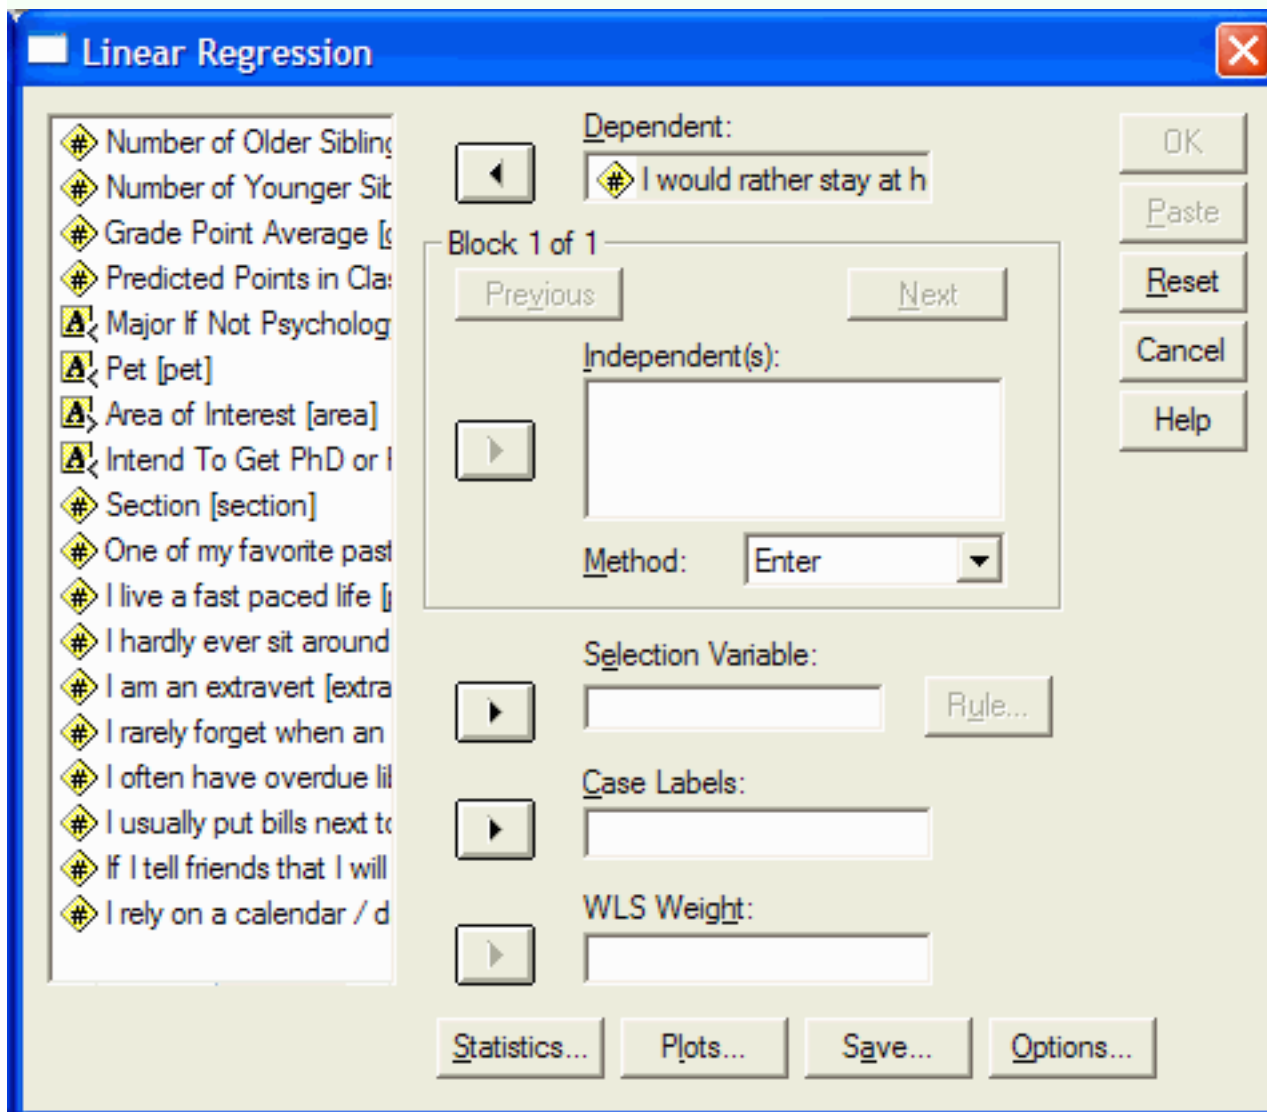 Linear Regression
Number of Older Sibling
Number of Younger Sib
Grade Point Average [g
Predicted Points in Clas
Major If Not Psycholog
Pet [pet]
Area of Interest [area]
Intend To Get PhD or
Section [section]
One of my favorite past
I live a fast paced life [p
I hardly ever sit around
I am an extravert [extra
I rarely forget when an
I often have overdue lib
I usually put bills next to
If I tell friends that I will
I rely on a calendar / d
Dependent:
I would rather stay at h
Block 1 of 1
Previous
Next
Independent(s):
Method:
Enter
Selection Variable:
Rule...
Case Labels:
WLS Weight:
Statistics...
Plots...
Save...
Options...
OK
Paste
Reset
Cancel
Help